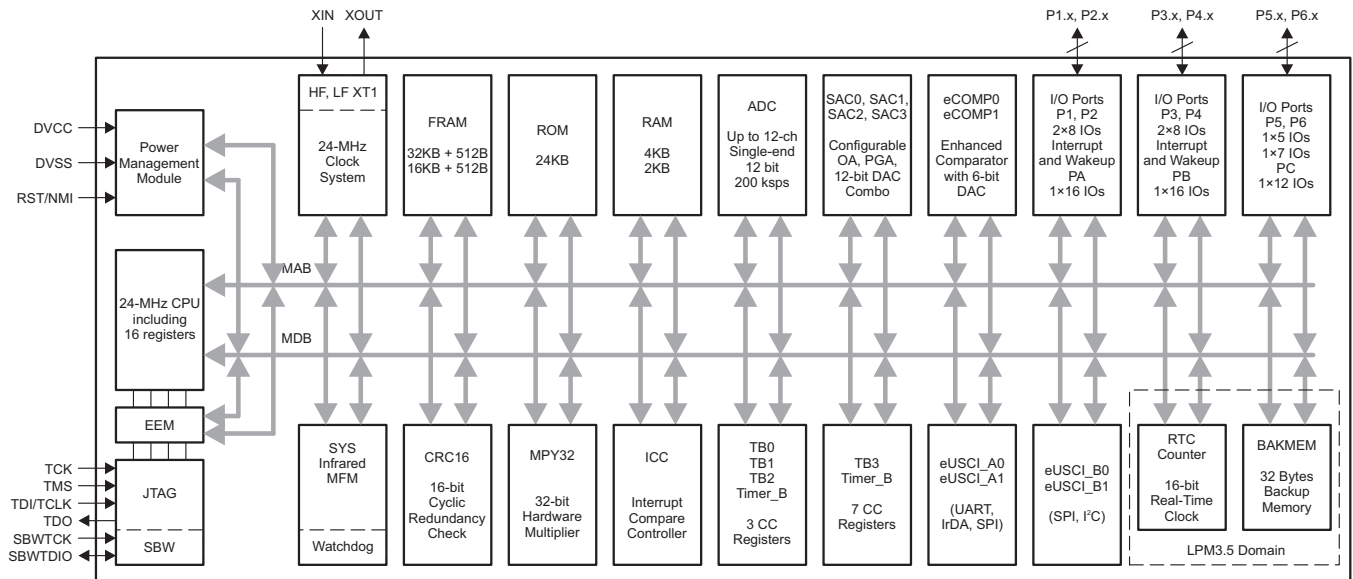 XIN XOUT
P1.x, P2.x
P3.x, P4.x
P5.x, P6.x
DVCC
DVSS
RST/NMI
Power
Management
Module
HF, LF XT1
24-MHz
Clock
System
FRAM
32KB + 512B
16KB + 512B
ROM
24KB
RAM
4KB
2KB
ADC
Up to 12-ch
Single-end
12 bit
200 ksps
SAC0, SAC1,
SAC2, SAC3
Configurable
OA, PGA,
12-bit DAC
Combo
eCOMP0
eCOMP1
Enhanced
Comparator
with 6-bit
DAC
I/O Ports
P1, P2
2×8 IOs
Interrupt
and Wakeup
PA
1×16 IOs
I/O Ports
P3, P4
2×8 IOs
Interrupt
and Wakeup
PB
1×16 IOs
I/O Ports
P5, P6
1×5 IOs
1×7 IOs
PC
1×12 IOs
MAB
MDB
24-MHz CPU
including
16 registers
EEM
TCK
TMS
TDI/TCLK
TDO
SBWTCK
SBWTDIO
JTAG
SBW
SYS
Infrared
MFM
Watchdog
CRC16
16-bit
Cyclic
Redundancy
Check
MPY32
32-bit
Hardware
Multiplier
ICC
Interrupt
Compare
Controller
TB0
TB1
TB2
Timer_B
3 CC
Registers
TB3
Timer_B
7 CC
Registers
eUSCI_A0
eUSCI_A1
(UART,
IrDA, SPI)
eUSCI_B0
eUSCI_B1
(SPI, I²C)
RTC
Counter
16-bit
Real-Time
Clock
BAKMEM
32 Bytes
Backup
Memory
LPM3.5 Domain